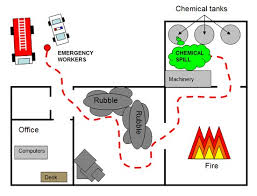 Chemical tanks
EMERGENCY
WORKERS
CHEMICAL
SPILL
Machinery
Rubble
Rubble
Office
Computers
Desk
Fire